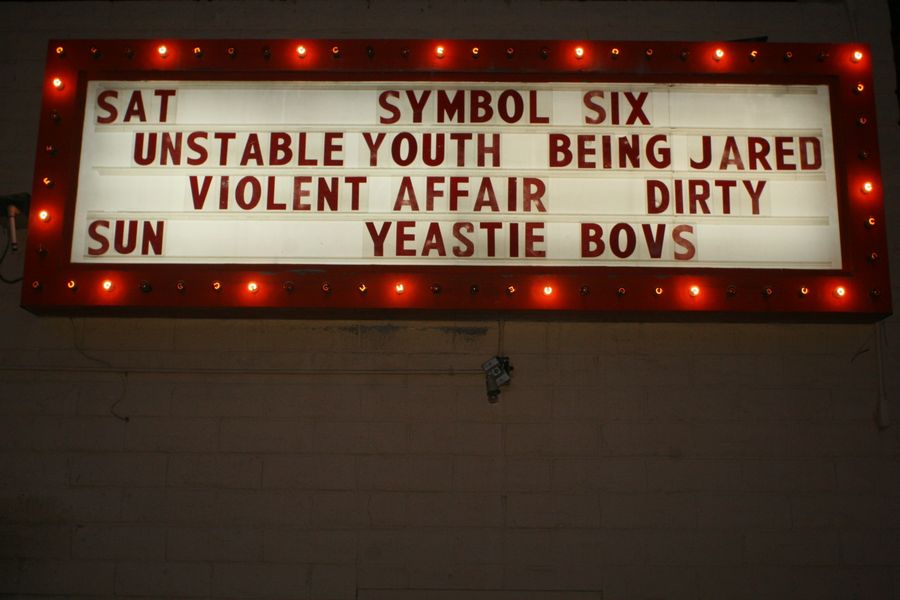 SAT SYMBOL SIX
UNSTABLE YOUTH BEING JARED
VIOLENT AFFAIR DIRTY
SUN YEASTIE BOVS